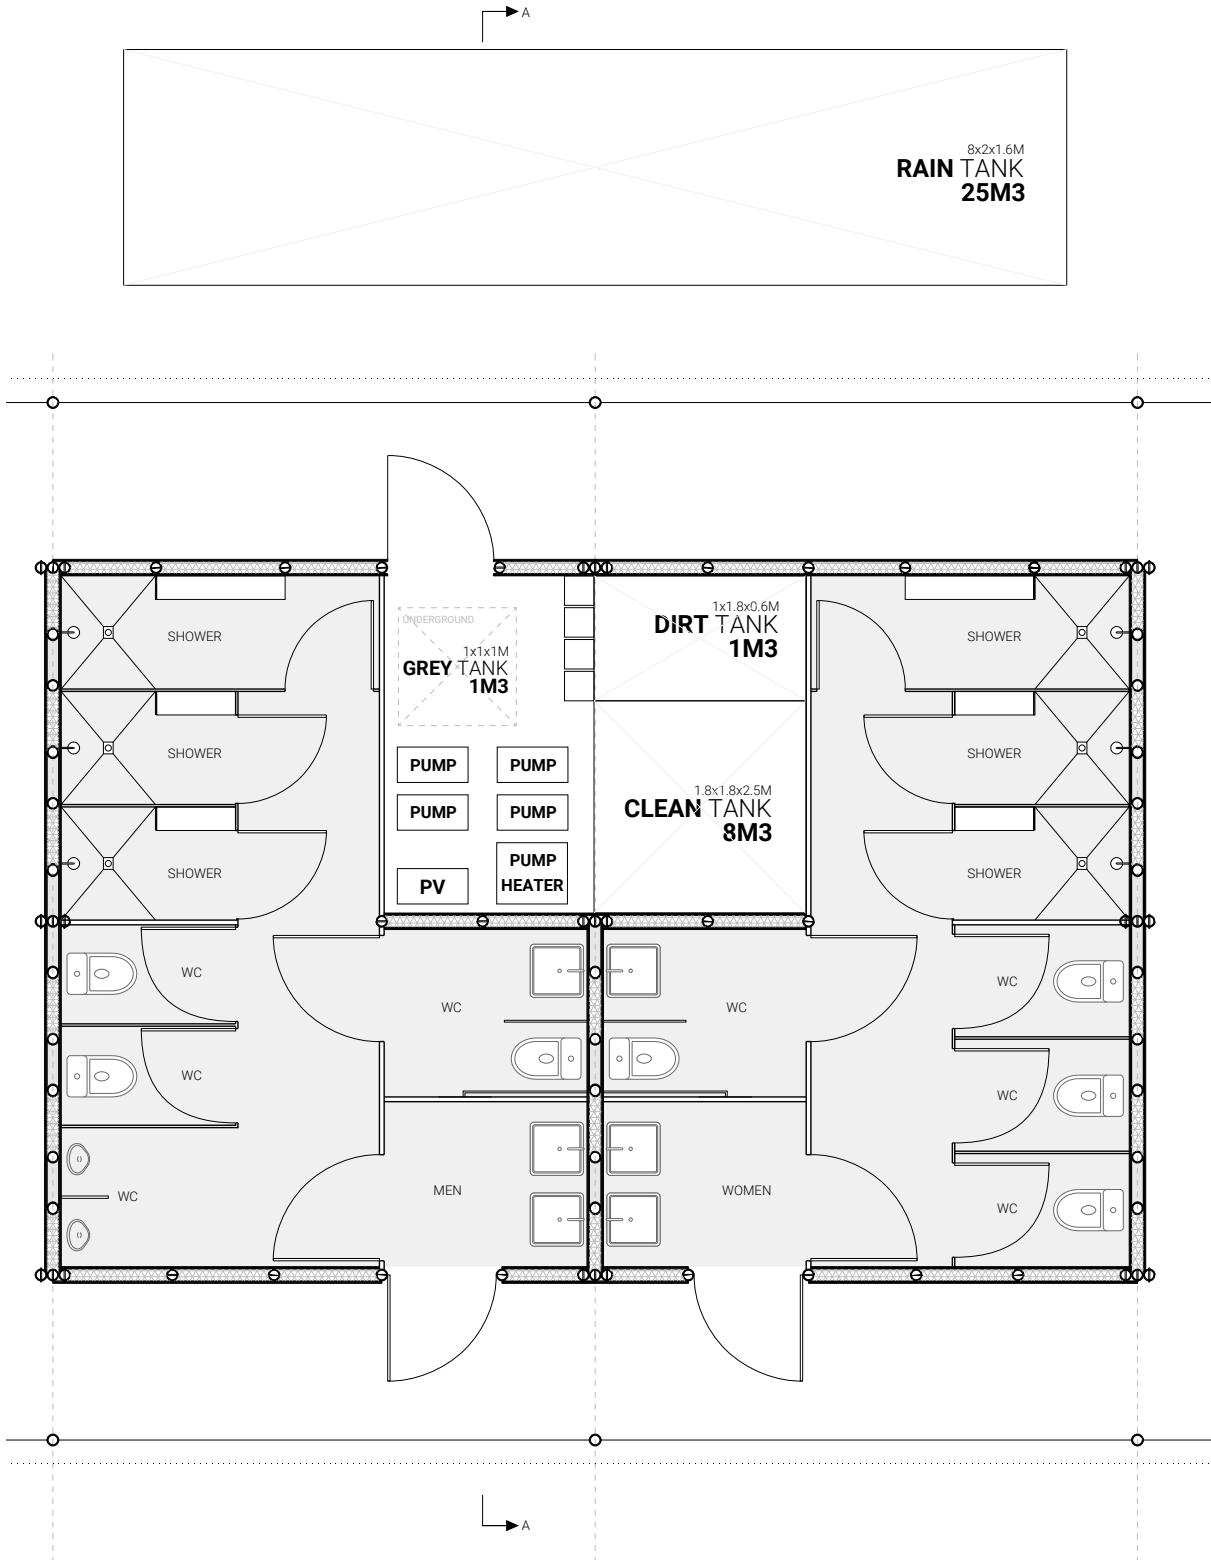 A
8x2x1.6M
RAIN TANK
25M3
UNDERGROUND
1x1x1M
GREY TANK
1M3
1x1.8x0.6M
DIRT TANK
1M3
SHOWER
SHOWER
SHOWER
SHOWER
SHOWER
SHOWER
PUMP
PUMP
PUMP
PUMP
PV
PUMP
HEATER
1.8x1.8x2.5M
CLEAN TANK
8M3
WC
WC
WC
WC
WC
WC
WC
MEN
WOMEN
WC
WC
A